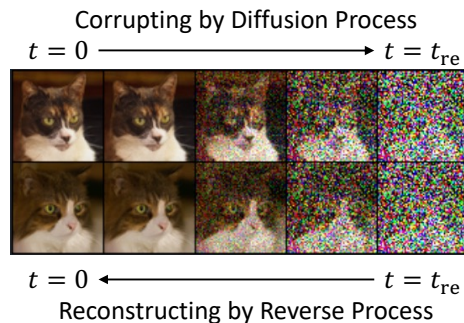 Corrupting by Diffusion Process
t = 0 t = t_re
t = 0 t = t_re
Reconstructing by Reverse Process